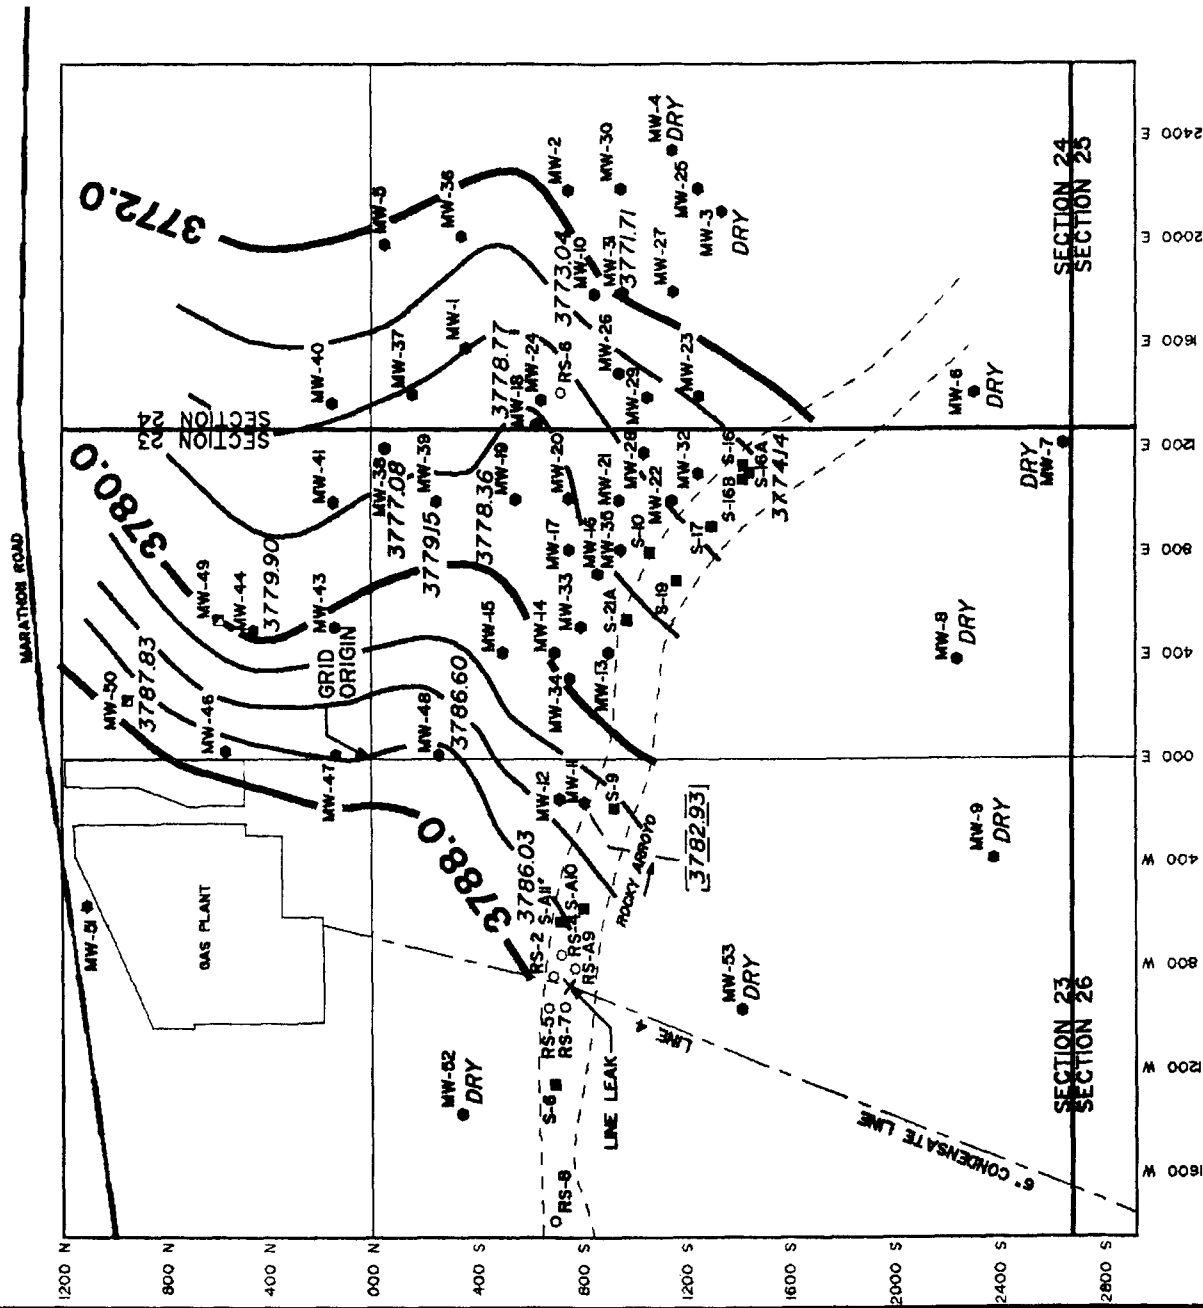 MARATHON ROAD
3772.0
3780.0
3788.0
SECTION 23
SECTION 24
SECTION 24
SECTION 25
SECTION 23
SECTION 26
MW-4
DRY
MW-30
MW-2
MW-25
MW-3
DRY
MW-5
MW-36
3773.04
MW-10
MW-31
3771.71
MW-27
MW-1
MW-26
MW-40
MW-37
3778.77
MW-18
MW-24
RS-6
MW-29
MW-23
MW-6
DRY
MW-41
MW-38
3777.08
MW-39
3779.15
MW-19
3778.36
MW-20
MW-21
MW-28
MW-22
MW-32
S-16
S-16A
S-16B
3774.14
DRY
MW-7
MW-49
MW-44
3779.90
MW-43
MW-17
MW-16
MW-35
S-10
S-17
MW-15
MW-14
MW-33
S-21A
S-19
MW-8
DRY
GRID
ORIGIN
MW-50
3787.83
MW-46
MW-48
3786.60
MW-34
MW-13
MW-47
MW-12
MW-11
S-9
3782.93
ROCKY ARROYO
MW-9
DRY
3786.03
S-A11
S-A10
RS-2
RS-A9
MW-51
GAS PLANT
MW-53
DRY
RS-50
RS-70
LINE 4
LINE LEAK
MW-52
DRY
S-6
RS-8
6" CONDENSATE LINE
2400 E
2000 E
1600 E
1200 E
800 E
400 E
000 E
400 W
800 W
1200 W
1600 W
1200 N
800 N
400 N
000 N
400 S
800 S
1200 S
1600 S
2000 S
2400 S
2800 S